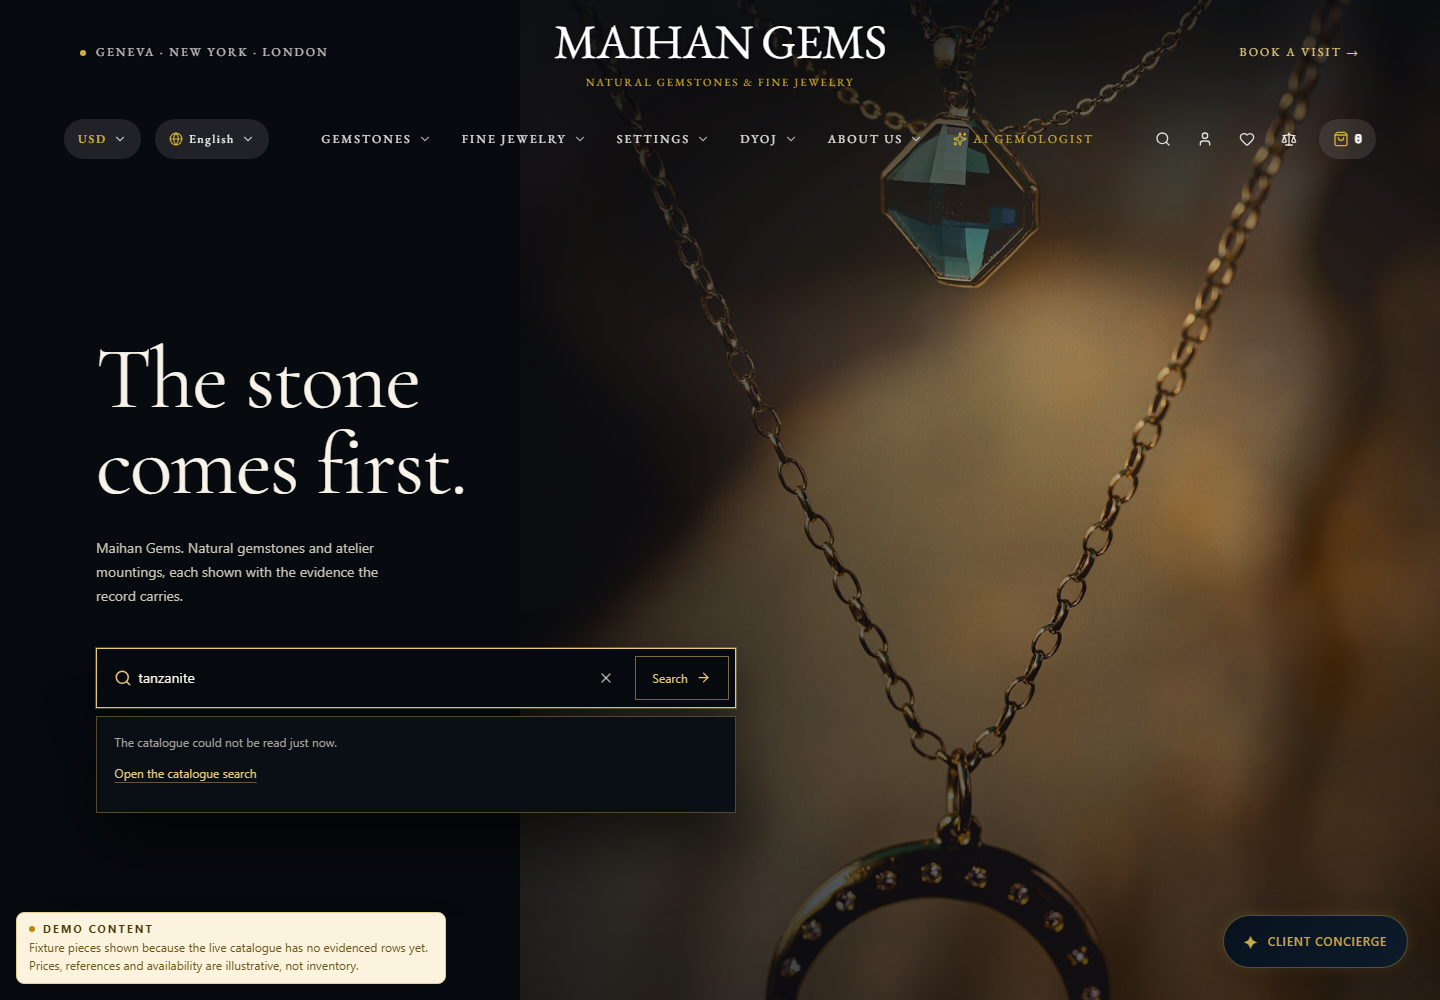 GENEVA · NEW YORK · LONDON
MAIHAN GEMS
NATURAL GEMSTONES & FINE JEWELRY
BOOK A VISIT →
USD
English
GEMSTONES
FINE JEWELRY
SETTINGS
DYOJ
ABOUT US
AI GEMOLOGIST
The stone
comes first.
Maihan Gems. Natural gemstones and atelier
mountings, each shown with the evidence the
record carries.
tanzanite
Search
The catalogue could not be read just now.
Open the catalogue search
DEMO CONTENT
Fixture pieces shown because the live catalogue has no evidenced rows yet.
Prices, references and availability are illustrative, not inventory.
CLIENT CONCIERGE